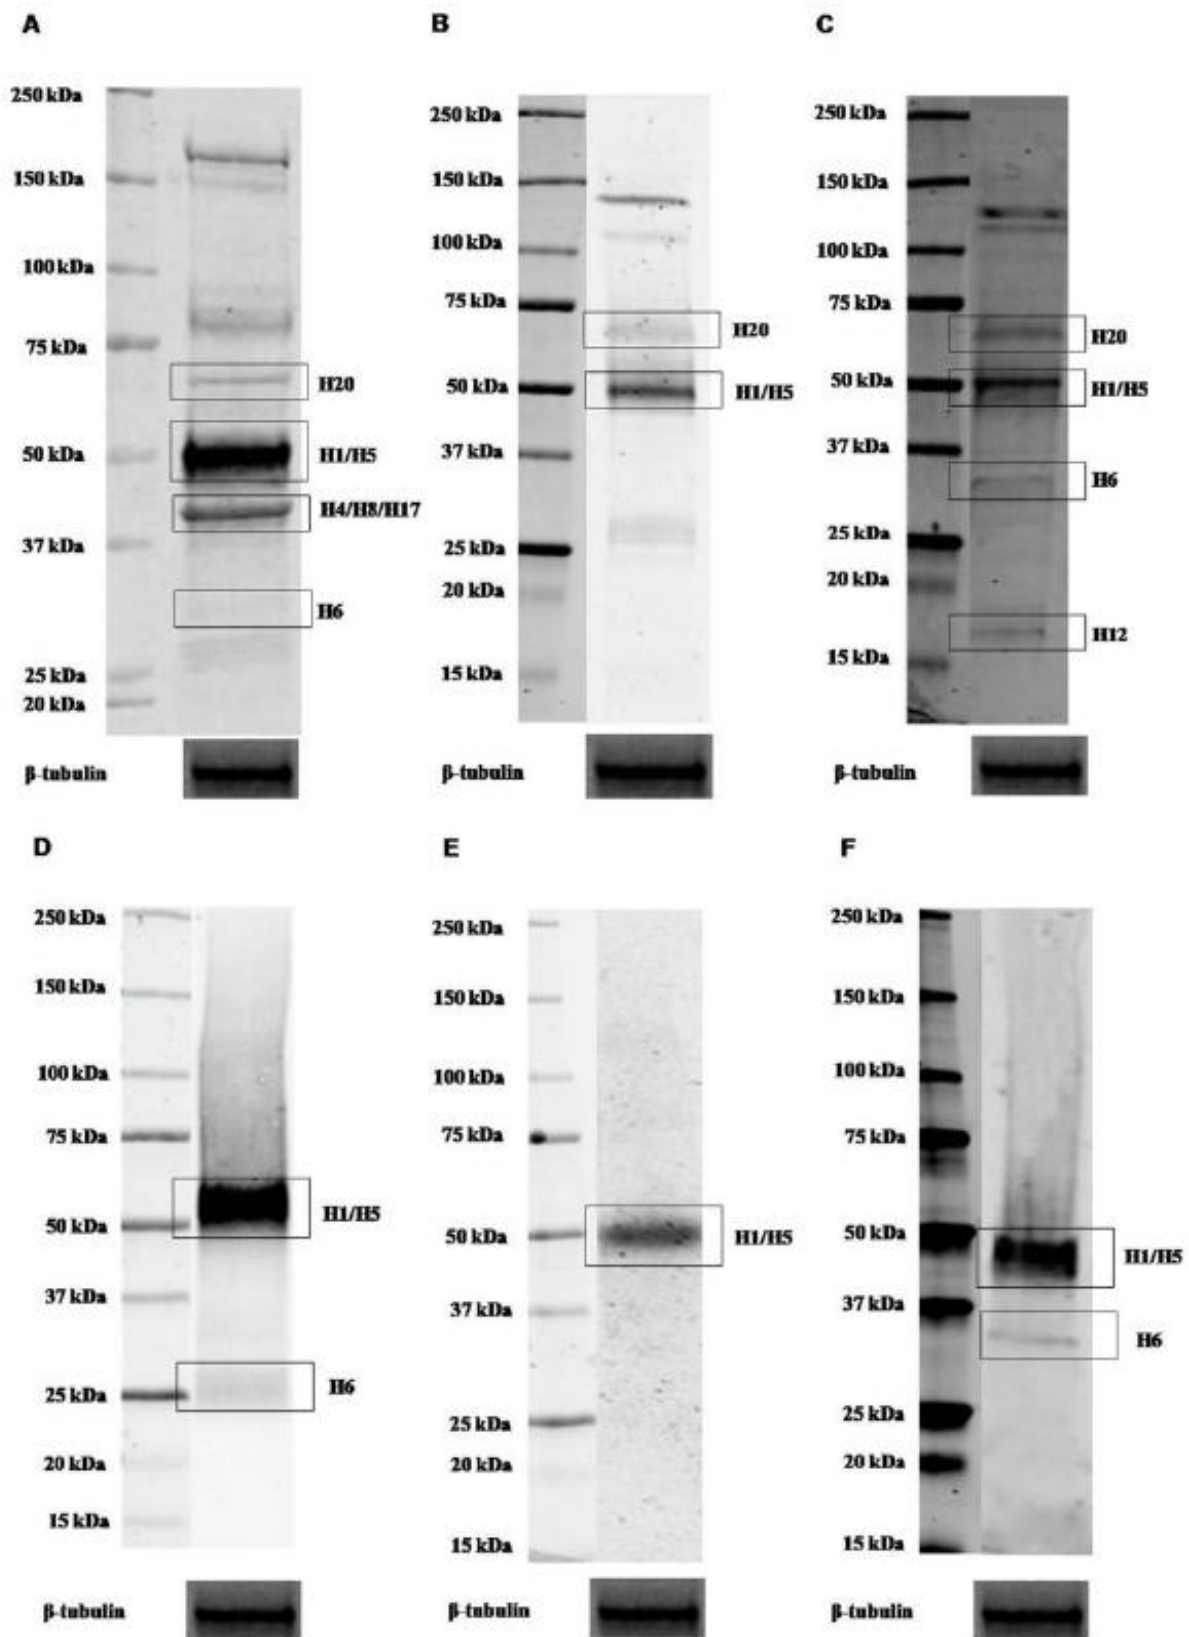 A
250 kDa
150 kDa
100 kDa
75 kDa
H20
50 kDa
H1/H5
H4/H8/H17
37 kDa
H6
25 kDa
20 kDa
β-tubulin
B
250 kDa
150 kDa
100 kDa
75 kDa
H20
50 kDa
H1/H5
37 kDa
25 kDa
20 kDa
15 kDa
β-tubulin
C
250 kDa
150 kDa
100 kDa
75 kDa
H20
50 kDa
H1/H5
37 kDa
H6
25 kDa
20 kDa
H12
15 kDa
β-tubulin
D
250 kDa
150 kDa
100 kDa
75 kDa
H1/H5
50 kDa
37 kDa
H6
25 kDa
20 kDa
15 kDa
β-tubulin
E
250 kDa
150 kDa
100 kDa
75 kDa
50 kDa
H1/H5
37 kDa
25 kDa
20 kDa
15 kDa
β-tubulin
F
250 kDa
150 kDa
100 kDa
75 kDa
50 kDa
H1/H5
37 kDa
H6
25 kDa
20 kDa
15 kDa
β-tubulin